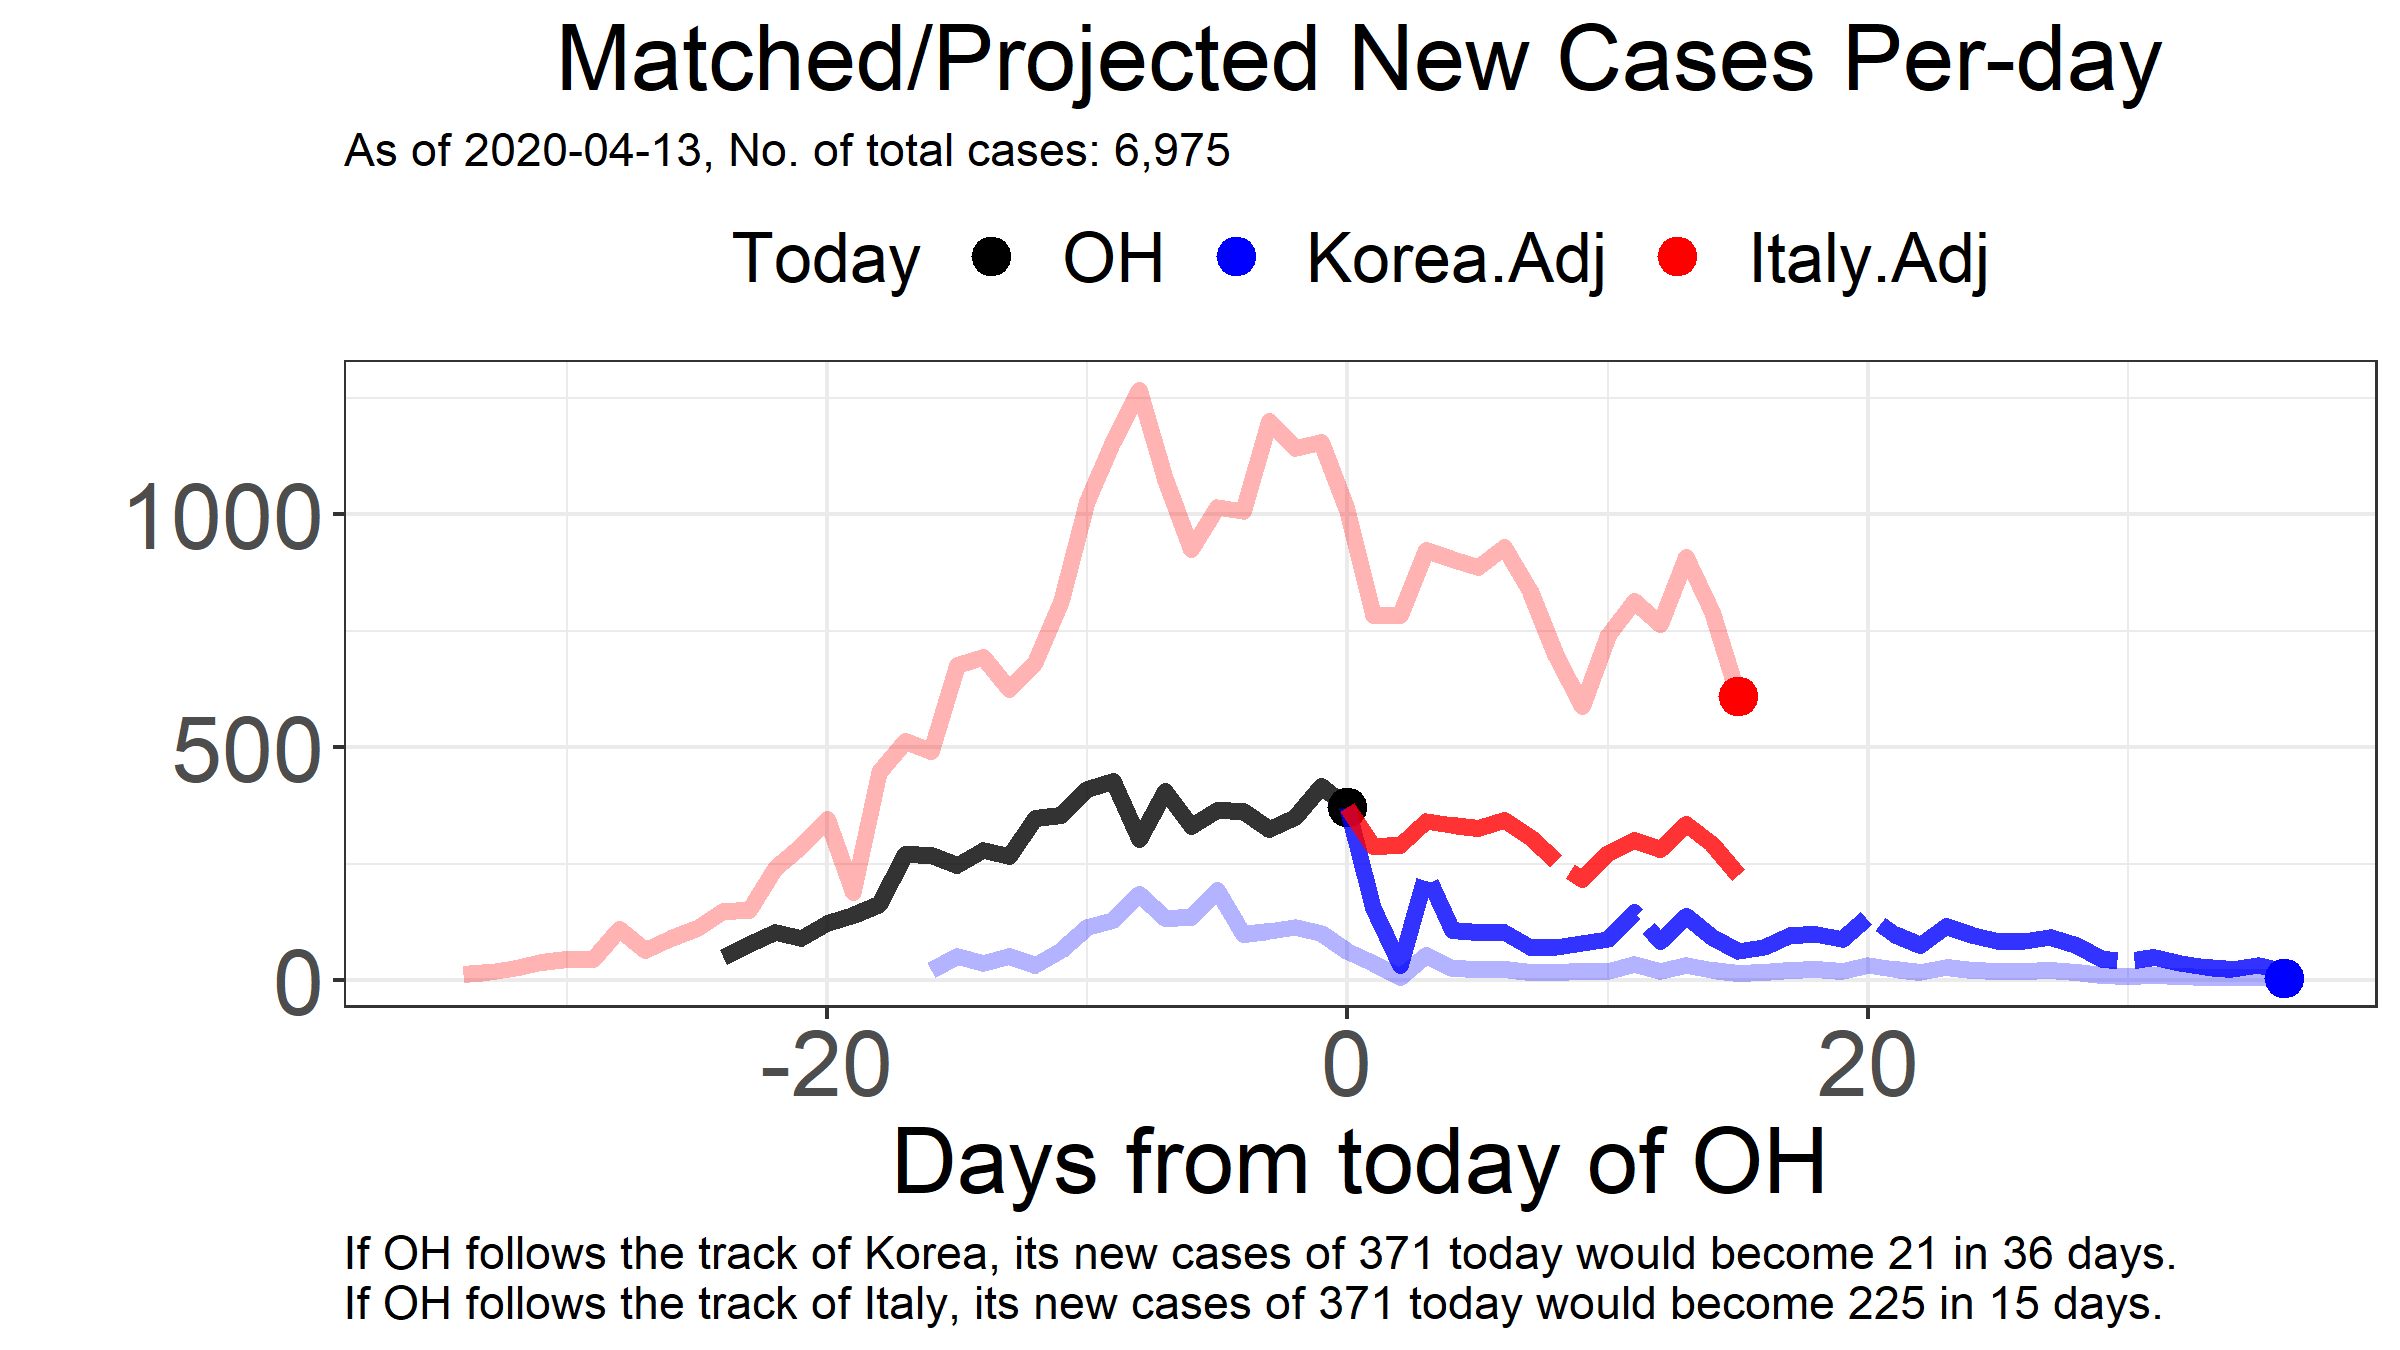 Matched/Projected New Cases Per-day
As of 2020-04-13, No. of total cases: 6,975
Today OH Korea.Adj Italy.Adj
1000
500
0
-20 0 20
Days from today of OH
If OH follows the track of Korea, its new cases of 371 today would become 21 in 36 days.
If OH follows the track of Italy, its new cases of 371 today would become 225 in 15 days.